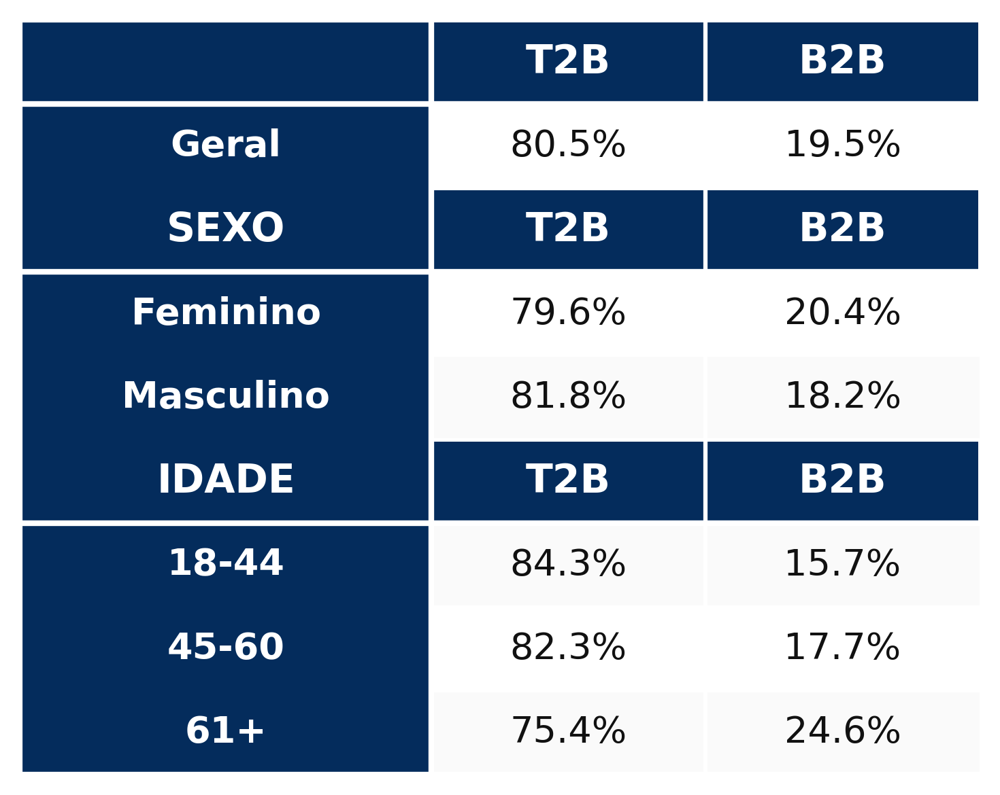 T2B B2B
Geral 80.5% 19.5%
SEXO T2B B2B
Feminino 79.6% 20.4%
Masculino 81.8% 18.2%
IDADE T2B B2B
18-44 84.3% 15.7%
45-60 82.3% 17.7%
61+ 75.4% 24.6%